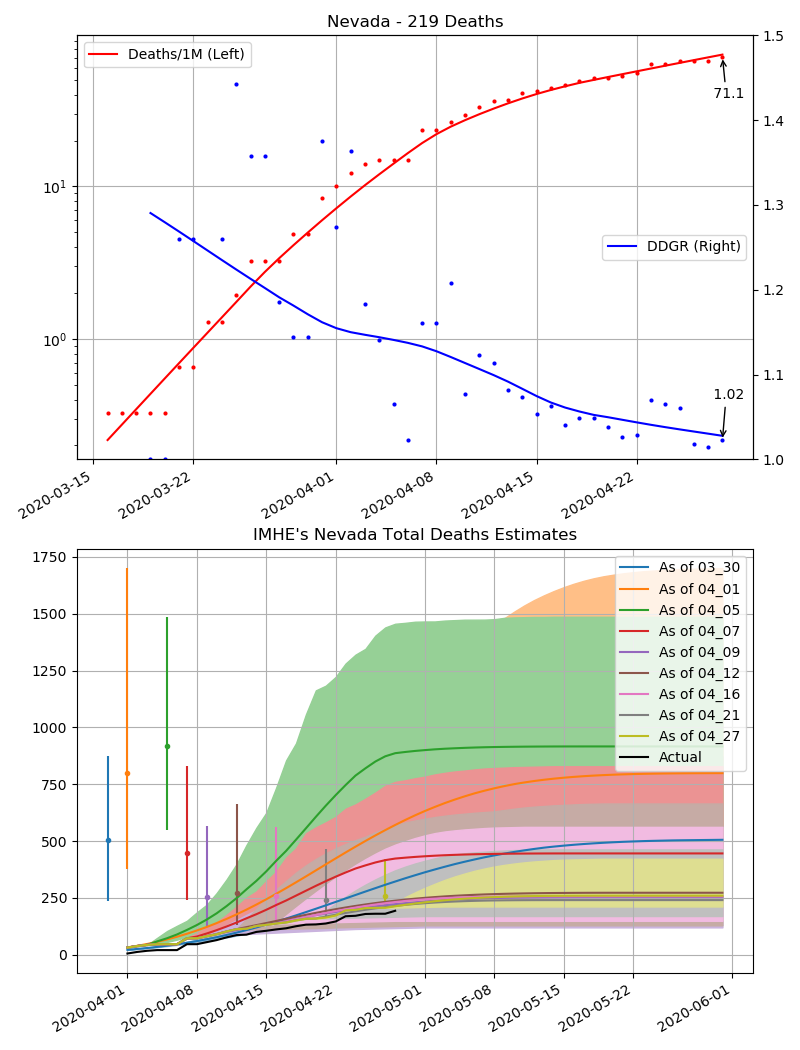 Nevada - 219 Deaths
Deaths/1M (Left)
DDGR (Right)
71.1
1.02
10^1
10^0
1.5
1.4
1.3
1.2
1.1
1.0
2020-03-15
2020-03-22
2020-04-01
2020-04-08
2020-04-15
2020-04-22
IMHE's Nevada Total Deaths Estimates
1750
1500
1250
1000
750
500
250
0
As of 03_30
As of 04_01
As of 04_05
As of 04_07
As of 04_09
As of 04_12
As of 04_16
As of 04_21
As of 04_27
Actual
2020-04-01
2020-04-08
2020-04-15
2020-04-22
2020-05-01
2020-05-08
2020-05-15
2020-05-22
2020-06-01